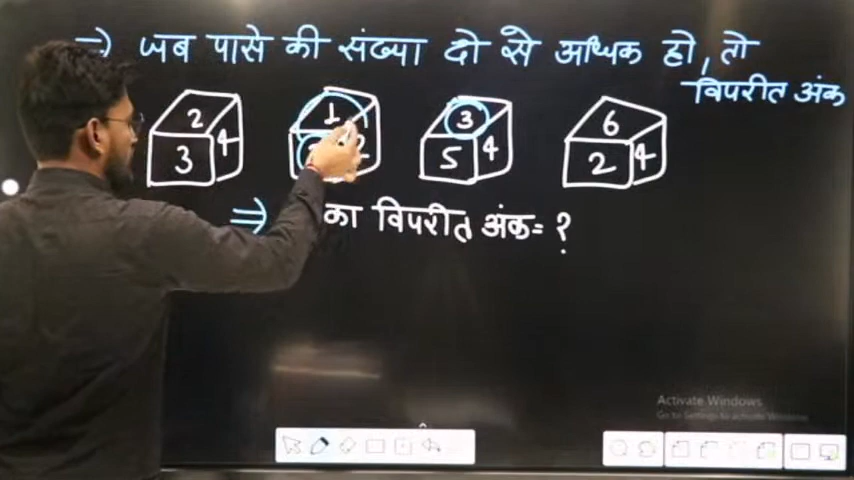 ⇒ जब पासे की संख्या दो से अधिक हो, तो
विपरीत अंक
2 3 4
1 2
3 5 4
6 2 4
⇒ का विपरीत अंक = ?
Activate Windows
Go to Settings to activate Windows.